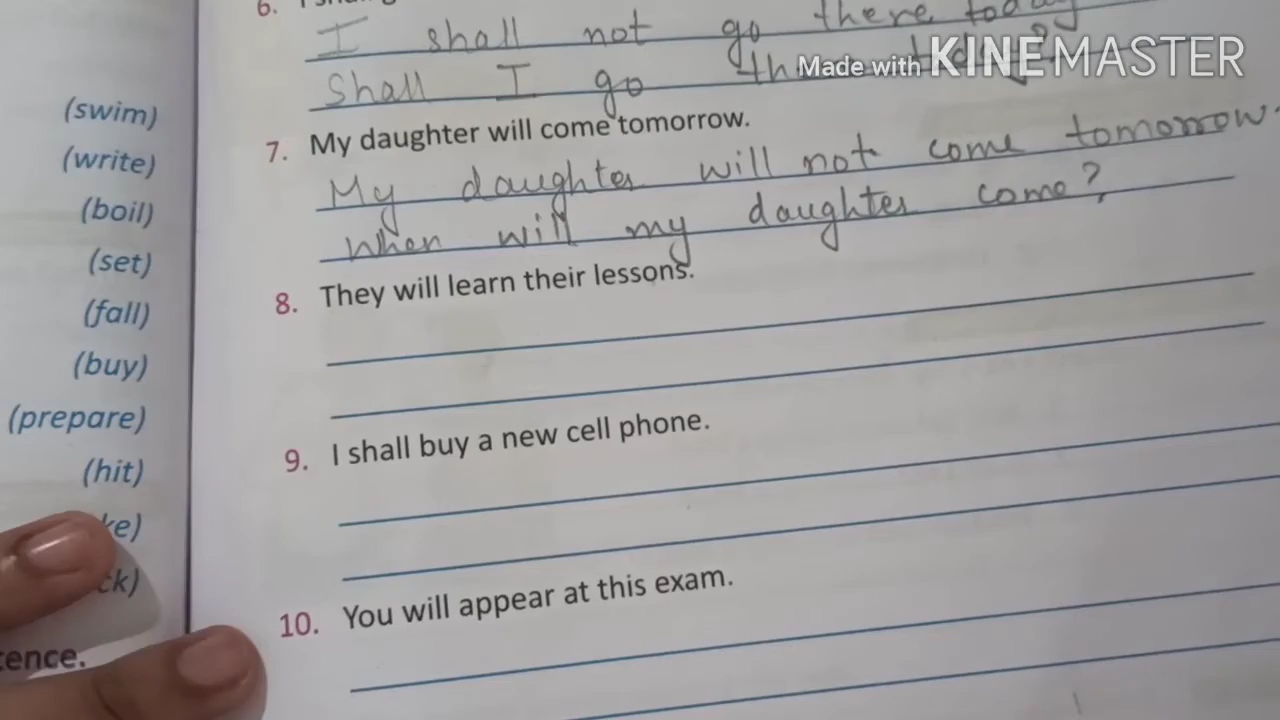 6. I
I shall not go there today
Shall I go
Made with KINEMASTER
(swim)
(write)
(boil)
(set)
(fall)
(buy)
(prepare)
(hit)
7. My daughter will come tomorrow.
My daughter will not come tomorrow.
When will my daughter come?
8. They will learn their lessons.
9. I shall buy a new cell phone.
10. You will appear at this exam.